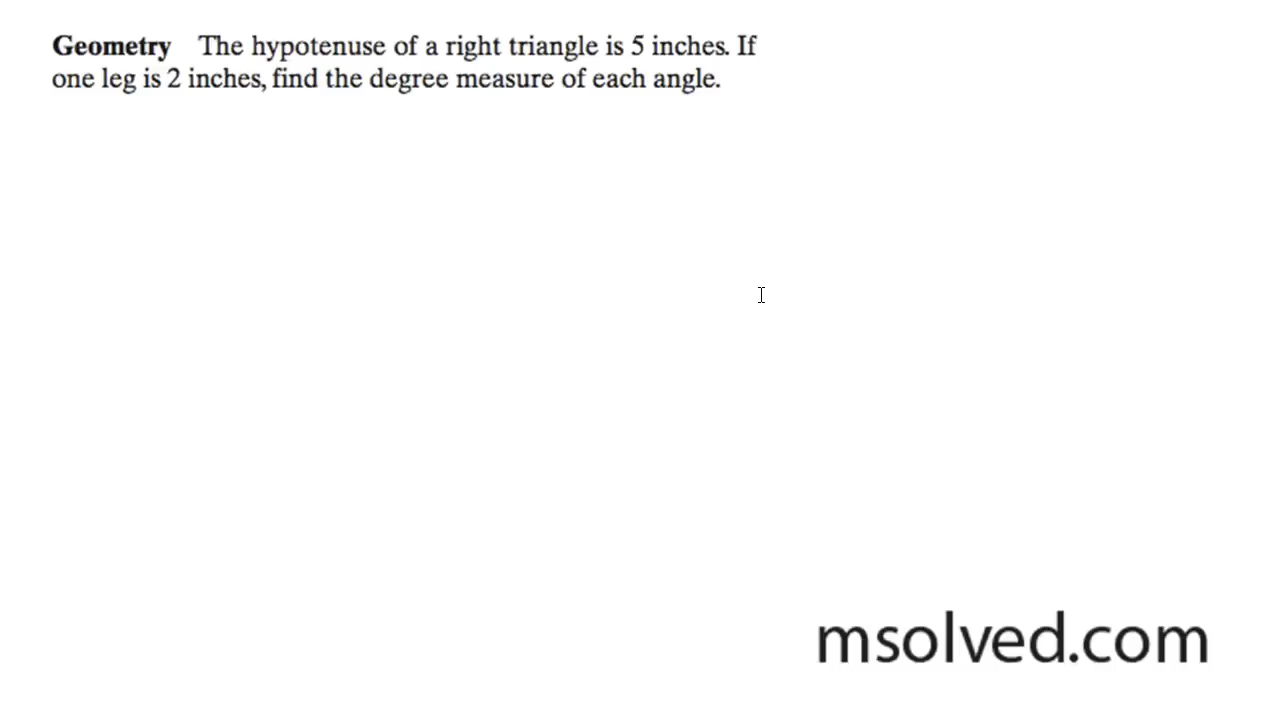 Geometry The hypotenuse of a right triangle is 5 inches. If
one leg is 2 inches, find the degree measure of each angle.
msolved.com